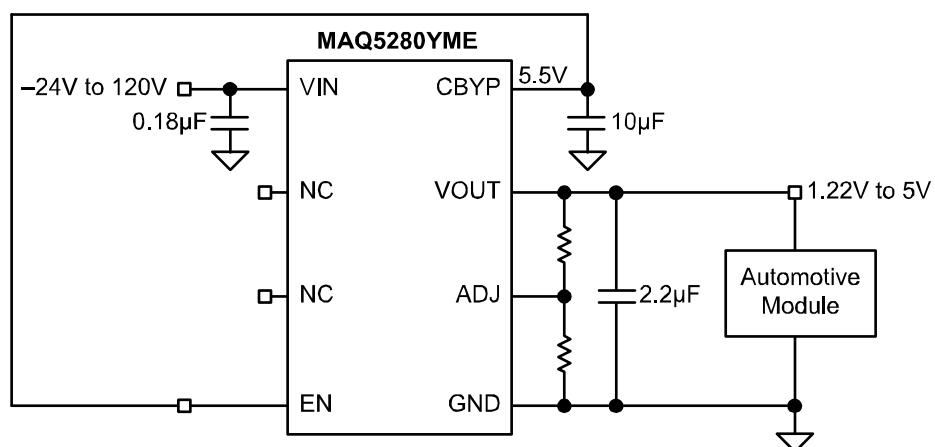 MAQ5280YME
–24V to 120V
VIN
CBYP
5.5V
0.18µF
10µF
NC
VOUT
1.22V to 5V
NC
ADJ
2.2µF
Automotive
Module
EN
GND